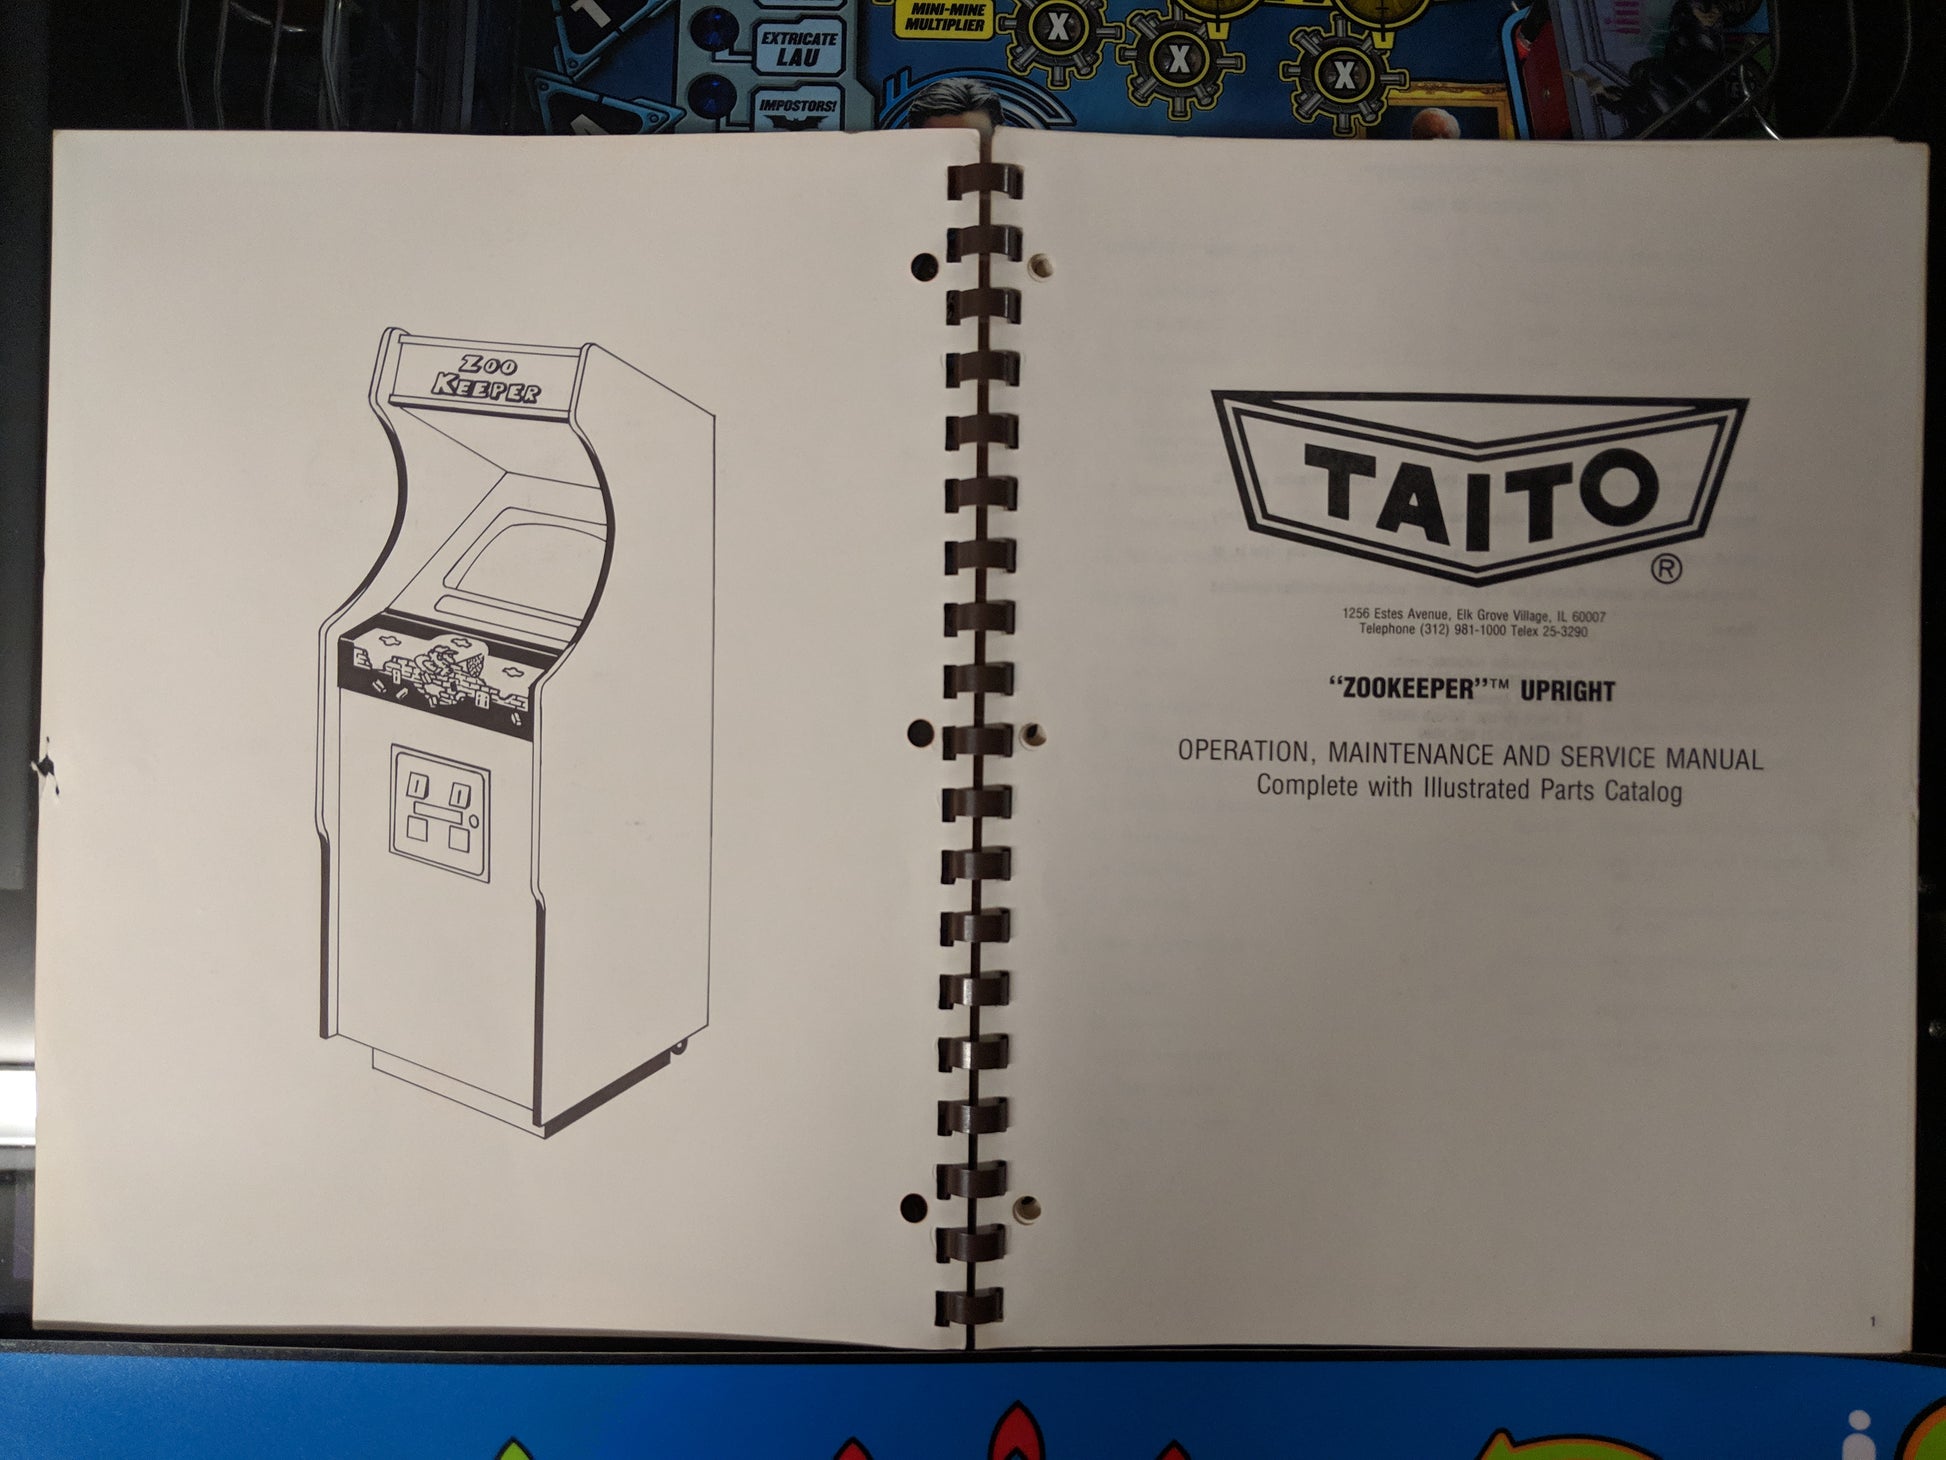 MINI-MINE
MULTIPLIER
EXTRICATE
LAU
IMPOSTORS!
X
X
X
ZOO
KEEPER
TAITO
®
1256 Estes Avenue, Elk Grove Village, IL 60007
Telephone (312) 981-1000 Telex 25-3290
“ZOOKEEPER”™ UPRIGHT
OPERATION, MAINTENANCE AND SERVICE MANUAL
Complete with Illustrated Parts Catalog
1